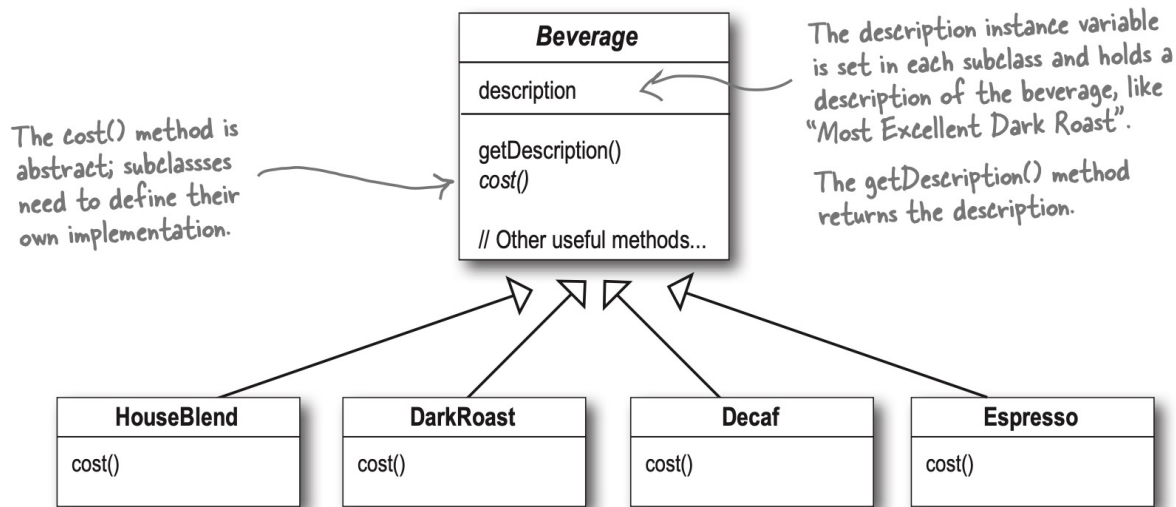 Beverage
description
getDescription()
cost()
// Other useful methods...
The description instance variable
is set in each subclass and holds a
description of the beverage, like
“Most Excellent Dark Roast”.
The getDescription() method
returns the description.
The cost() method is
abstract; subclassses
need to define their
own implementation.
HouseBlend
cost()
DarkRoast
cost()
Decaf
cost()
Espresso
cost()